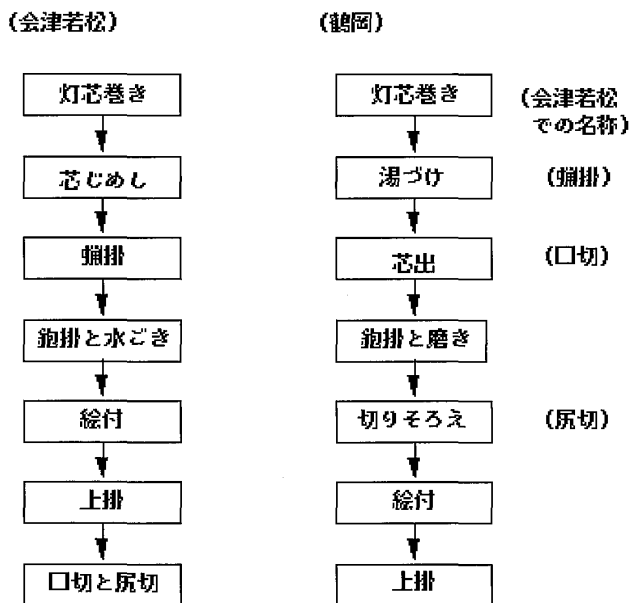 (会津若松)
灯芯巻き
芯じめし
蝋掛
鉋掛と水ごき
絵付
上掛
口切と尻切
(鶴岡)
灯芯巻き
湯づけ
芯出
鉋掛と磨き
切りそろえ
絵付
上掛
(会津若松
での名称)
(蝋掛)
(口切)
(尻切)